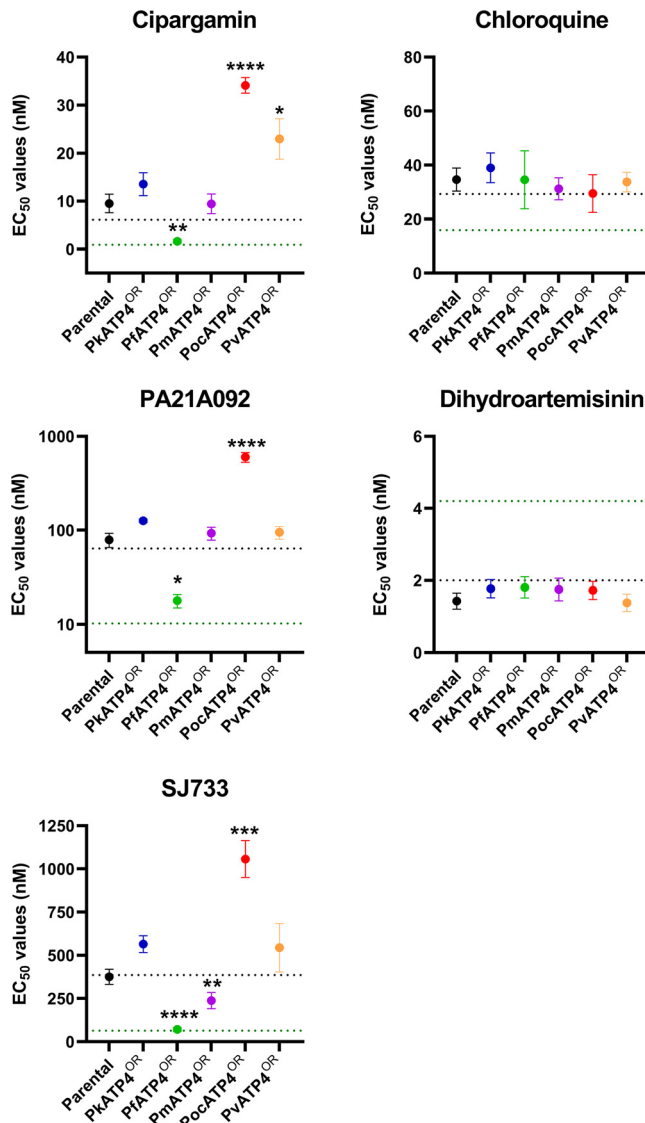 Cipargamin
EC50 values (nM)
40
30
20
10
0
****
*
**
Parental
PkATP4OR
PfATP4OR
PmATP4OR
PocATP4OR
PvATP4OR
Chloroquine
EC50 values (nM)
80
60
40
20
0
Parental
PkATP4OR
PfATP4OR
PmATP4OR
PocATP4OR
PvATP4OR
PA21A092
EC50 values (nM)
1000
100
10
****
*
Parental
PkATP4OR
PfATP4OR
PmATP4OR
PocATP4OR
PvATP4OR
Dihydroartemisinin
EC50 values (nM)
6
4
2
0
Parental
PkATP4OR
PfATP4OR
PmATP4OR
PocATP4OR
PvATP4OR
SJ733
EC50 values (nM)
1250
1000
750
500
250
0
***
**
****
Parental
PkATP4OR
PfATP4OR
PmATP4OR
PocATP4OR
PvATP4OR